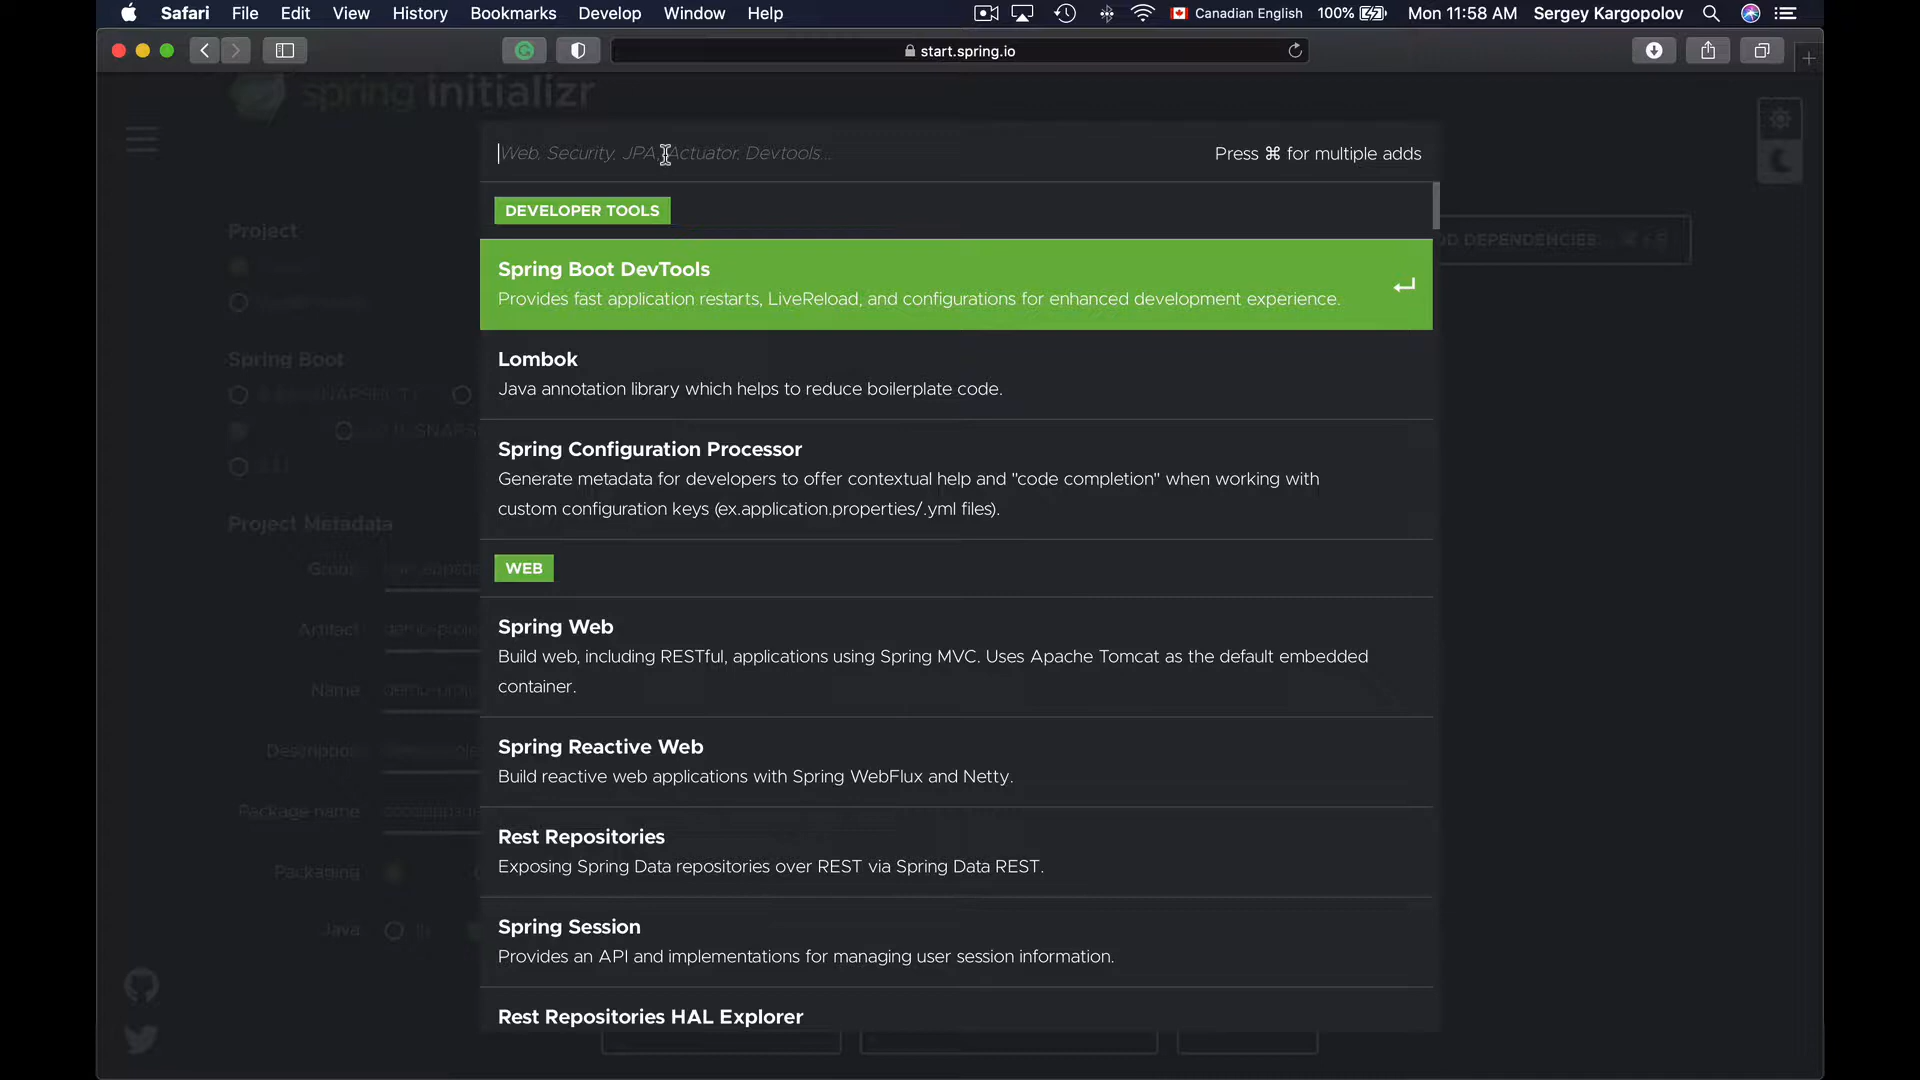 Safari File Edit View History Bookmarks Develop Window Help Canadian English 100% Mon 11:58 AM Sergey Kargopolov
start.spring.io
spring initializr
Web, Security, JPA, Actuator, Devtools...
Press ⌘ for multiple adds
DEVELOPER TOOLS
DEPENDENCIES
Project
Spring Boot DevTools
Provides fast application restarts, LiveReload, and configurations for enhanced development experience.
Spring Boot
Lombok
Java annotation library which helps to reduce boilerplate code.
Spring Configuration Processor
Generate metadata for developers to offer contextual help and "code completion" when working with
custom configuration keys (ex.application.properties/.yml files).
Project Metadata
WEB
Group
Spring Web
Artifact
Build web, including RESTful, applications using Spring MVC. Uses Apache Tomcat as the default embedded
container.
Name
Spring Reactive Web
Description
Build reactive web applications with Spring WebFlux and Netty.
Package name
Rest Repositories
Exposing Spring Data repositories over REST via Spring Data REST.
Packaging
Spring Session
Java
Provides an API and implementations for managing user session information.
Rest Repositories HAL Explorer